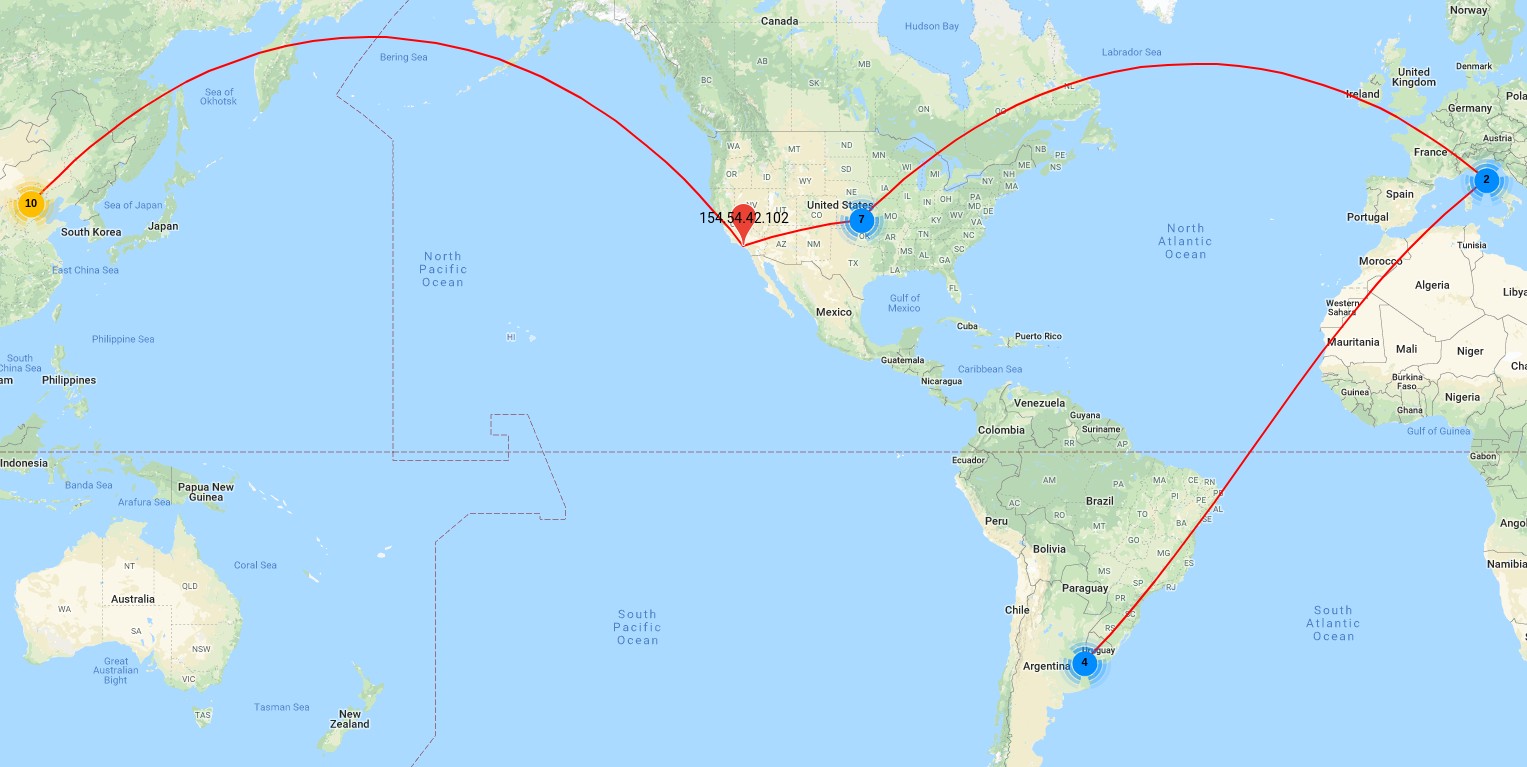 Norway
Canada
Hudson Bay
Labrador Sea
Bering Sea
Denmark
United
Kingdom
AB
MB
BC
SK
NL
Sea of
Okhotsk
Ireland
Pola
Germany
ON
QC
Austria
WA
MT
ND
MN
NB
PE
France
OR
ID
SD
WI
MI
ME
NS
WY
NH
NY
MA
2
NE
IA
Spain
10
Sea of Japan
NV
United States
IL
IN
OH
PA
NJ
154.54.42.102
UT
CO
7
MO
KY
WV
MD
DE
VA
Portugal
South Korea
Japan
OK
AR
TN
NC
AZ
NM
MS
AL
SC
GA
North
Atlantic
Ocean
Tunisia
East China Sea
North
Pacific
Ocean
TX
LA
FL
Morocco
Algeria
Libya
Gulf of
Mexico
Western
Sahara
Mexico
Philippine Sea
HI
Cuba
Puerto Rico
Mauritania
Mali
Niger
South
China Sea
Guatemala
Caribbean Sea
Cha
am
Philippines
Nicaragua
Burkina
Faso
Guinea
Nigeria
Venezuela
Ghana
Guyana
Colombia
Suriname
Gulf of Guinea
RR
AP
Indonesia
Ecuador
Gabon
Banda Sea
Papua New
Guinea
AM
PA
MA
CE
RN
PB
Arafura Sea
Brazil
PI
PE
AC
AL
Peru
RO
TO
BA
SE
Ango
MT
GO
Bolivia
MG
NT
Coral Sea
ES
Namibia
QLD
MS
SP
RJ
Australia
Paraguay
PR
WA
Chile
SC
South
Pacific
Ocean
South
Atlantic
Ocean
SA
RS
NSW
Uruguay
Great
Australian
Bight
4
Argentina
VIC
Tasman Sea
TAS
New
Zealand